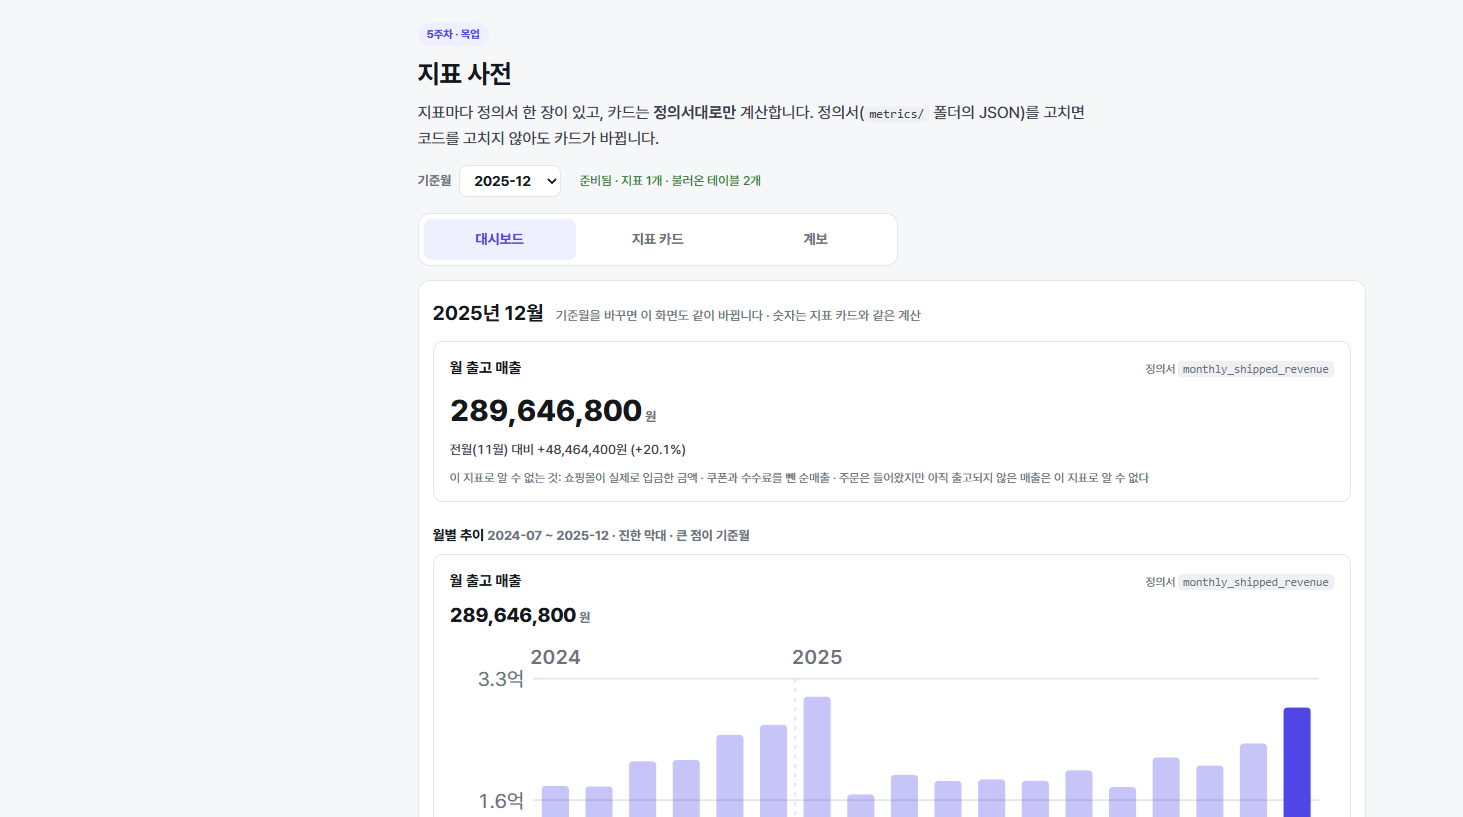 5주차 · 목업
지표 사전
지표마다 정의서 한 장이 있고, 카드는 정의서대로만 계산합니다. 정의서( metrics/ 폴더의 JSON)를 고치면
코드를 고치지 않아도 카드가 바뀝니다.
기준월 2025-12 준비됨 · 지표 1개 · 불러온 테이블 2개
대시보드 지표 카드 계보
2025년 12월 기준월을 바꾸면 이 화면도 같이 바뀝니다 · 숫자는 지표 카드와 같은 계산
월 출고 매출 정의서 monthly_shipped_revenue
289,646,800 원
전월(11월) 대비 +48,464,400원 (+20.1%)
이 지표로 알 수 없는 것: 쇼핑몰이 실제로 입금한 금액 · 쿠폰과 수수료를 뺀 순매출 · 주문은 들어왔지만 아직 출고되지 않은 매출은 이 지표로 알 수 없다
월별 추이 2024-07 ~ 2025-12 · 진한 막대 · 큰 점이 기준월
월 출고 매출 정의서 monthly_shipped_revenue
289,646,800 원
2024 2025
3.3억
1.6억